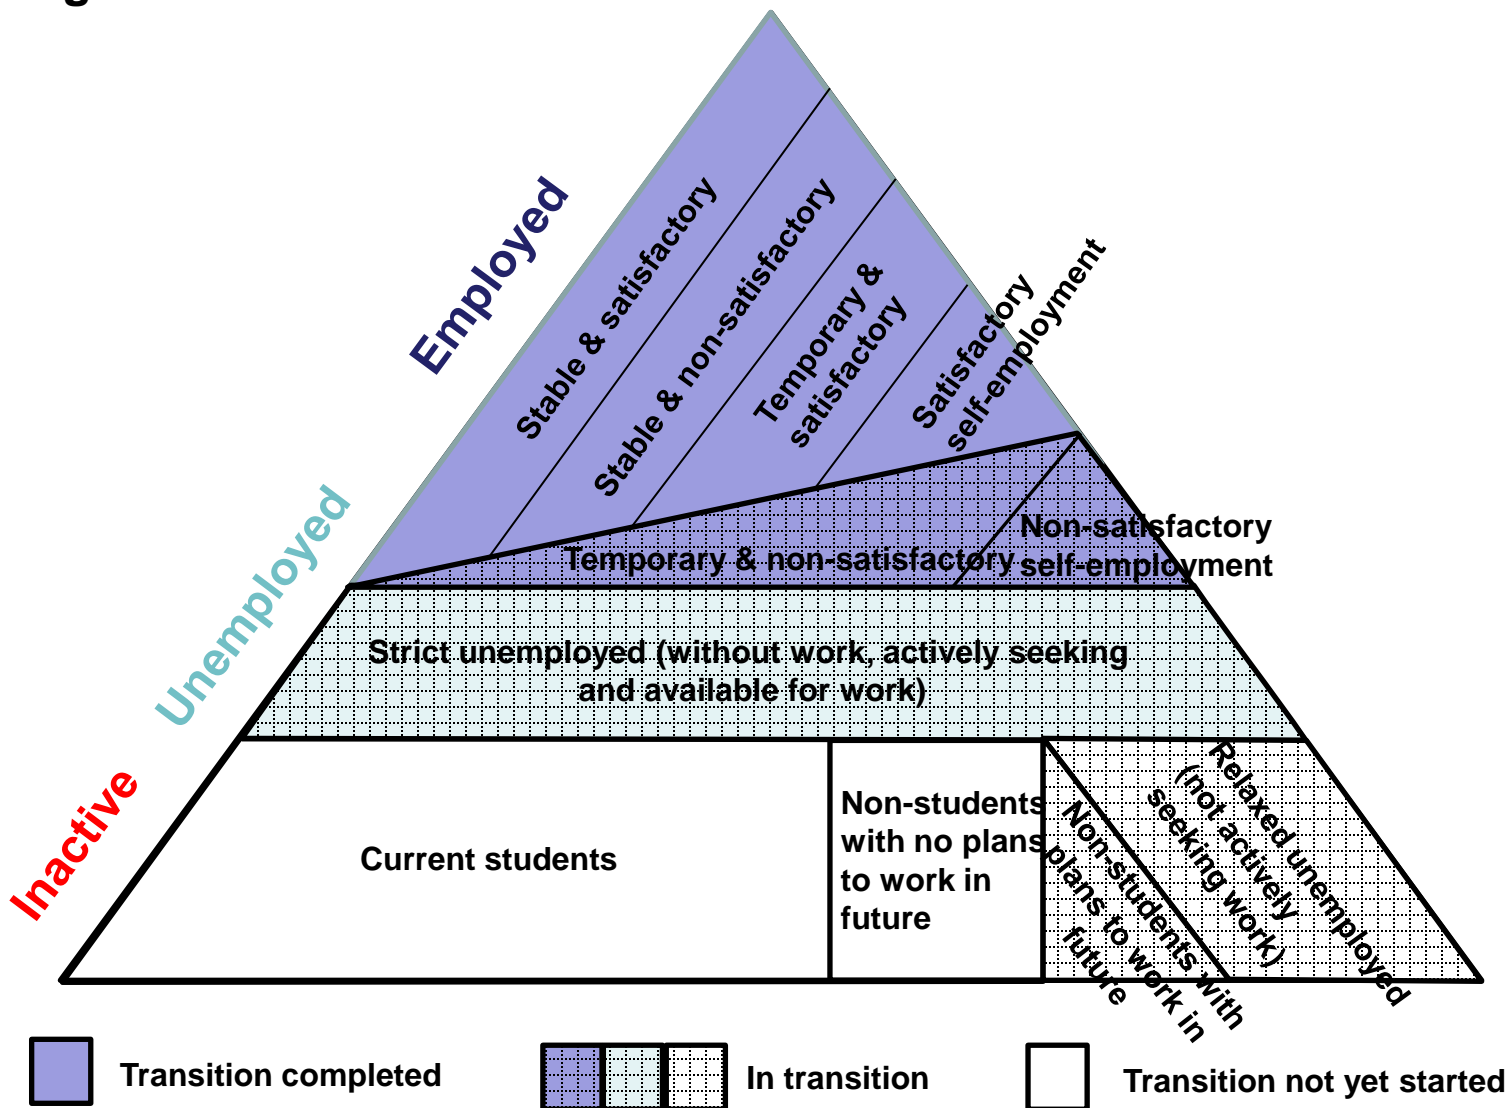 g
Employed
Stable & satisfactory
Stable & non-satisfactory
Temporary &
satisfactory
Satisfactory
self-employment
Temporary & non-satisfactory
Non-satisfactory
self-employment
Unemployed
Strict unemployed (without work, actively seeking
and available for work)
Inactive
Current students
Non-students
with no plans
to work in
future
Non-students with
plans to work in
future
Relaxed unemployed
(not actively
seeking work)
Transition completed
In transition
Transition not yet started